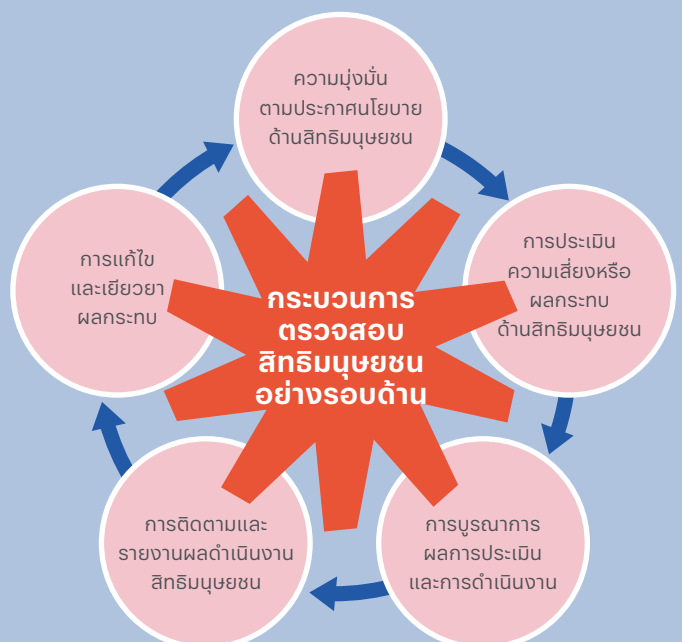 ความมุ่งมั่น
ตามประกาศนโยบาย
ด้านสิทธิมนุษยชน
การประเมิน
ความเสี่ยงหรือ
ผลกระทบ
ด้านสิทธิมนุษยชน
การบูรณาการ
ผลการประเมิน
และการดำเนินงาน
การติดตามและ
รายงานผลดำเนินงาน
สิทธิมนุษยชน
การแก้ไข
และเยียวยา
ผลกระทบ
กระบวนการ
ตรวจสอบ
สิทธิมนุษยชน
อย่างรอบด้าน